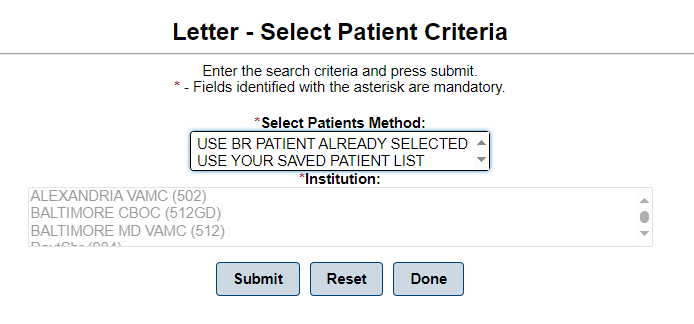 Letter - Select Patient Criteria
Enter the search criteria and press submit.
* - Fields identified with the asterisk are mandatory.
*Select Patients Method:
USE BR PATIENT ALREADY SELECTED
USE YOUR SAVED PATIENT LIST
*Institution:
ALEXANDRIA VAMC (502)
BALTIMORE CBOC (512GD)
BALTIMORE MD VAMC (512)
Submit Reset Done